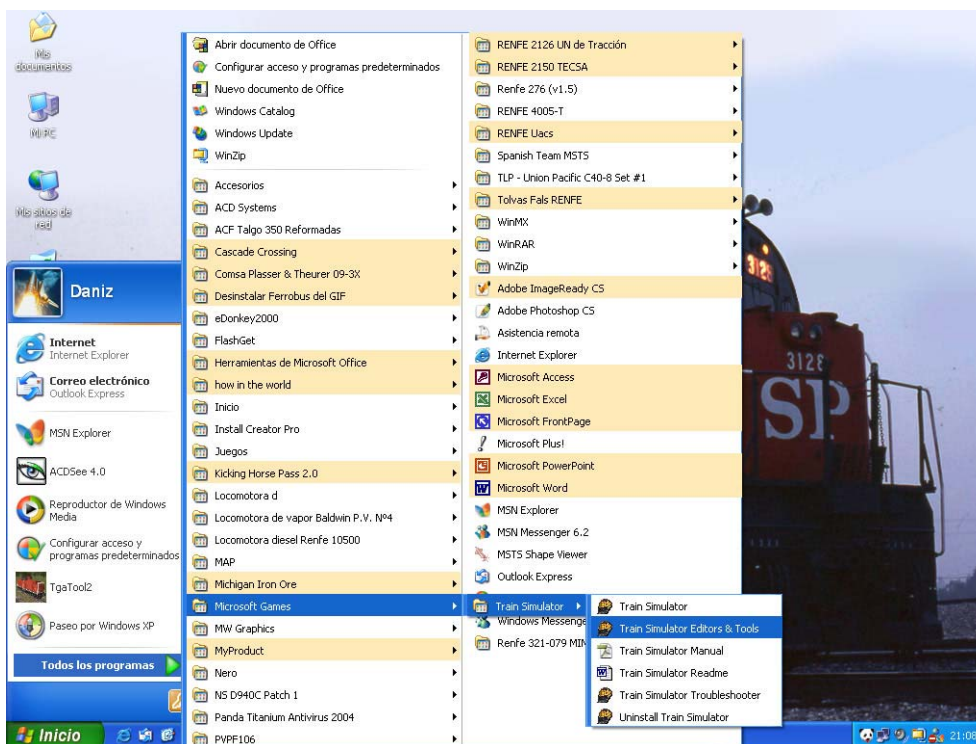 Mis
documentos
Mi PC
Mis sitios de
red
Daniz
Internet
Internet Explorer
Correo electrónico
Outlook Express
MSN Explorer
ACDSee 4.0
Reproductor de Windows
Media
Configurar acceso y
programas predeterminados
TgaTool2
Paseo por Windows XP
Todos los programas
Abrir documento de Office
Configurar acceso y programas predeterminados
Nuevo documento de Office
Windows Catalog
Windows Update
WinZip
Accesorios
ACD Systems
ACF Talgo 350 Reformadas
Cascade Crossing
Comsa Plasser & Theurer 09-3X
Desinstalar Ferrobus del GIF
eDonkey2000
FlashGet
Herramientas de Microsoft Office
how in the world
Inicio
Install Creator Pro
Juegos
Kicking Horse Pass 2.0
Locomotora d
Locomotora de vapor Baldwin P.V. Nº4
Locomotora diesel Renfe 10500
MAP
Michigan Iron Ore
Microsoft Games
MW Graphics
MyProduct
Nero
NS D940C Patch 1
Panda Titanium Antivirus 2004
PVPF106
RENFE 2126 UN de Tracción
RENFE 2150 TECSA
Renfe 276 (v1.5)
RENFE 4005-T
RENFE Uacs
Spanish Team MSTS
TLP - Union Pacific C40-8 Set #1
Tolvas Fals RENFE
WinMX
WinRAR
WinZip
Adobe ImageReady CS
Adobe Photoshop CS
Asistencia remota
Internet Explorer
Microsoft Access
Microsoft Excel
Microsoft FrontPage
Microsoft Plus!
Microsoft PowerPoint
Microsoft Word
MSN Explorer
MSN Messenger 6.2
MSTS Shape Viewer
Outlook Express
Train Simulator
Windows Messenge
Renfe 321-079 MIN
Train Simulator
Train Simulator Editors & Tools
Train Simulator Manual
Train Simulator Readme
Train Simulator Troubleshooter
Uninstall Train Simulator
3126
SP
Inicio
21:08